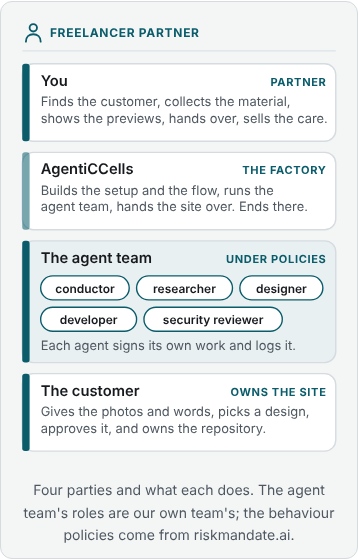 FREELANCER PARTNER
You
PARTNER
Finds the customer, collects the material,
shows the previews, hands over, sells the care.
AgentiCCells
THE FACTORY
Builds the setup and the flow, runs the
agent team, hands the site over. Ends there.
The agent team
UNDER POLICIES
conductor
researcher
designer
developer
security reviewer
Each agent signs its own work and logs it.
The customer
OWNS THE SITE
Gives the photos and words, picks a design,
approves it, and owns the repository.
Four parties and what each does. The agent
team's roles are our own team's; the behaviour
policies come from riskmandate.ai.